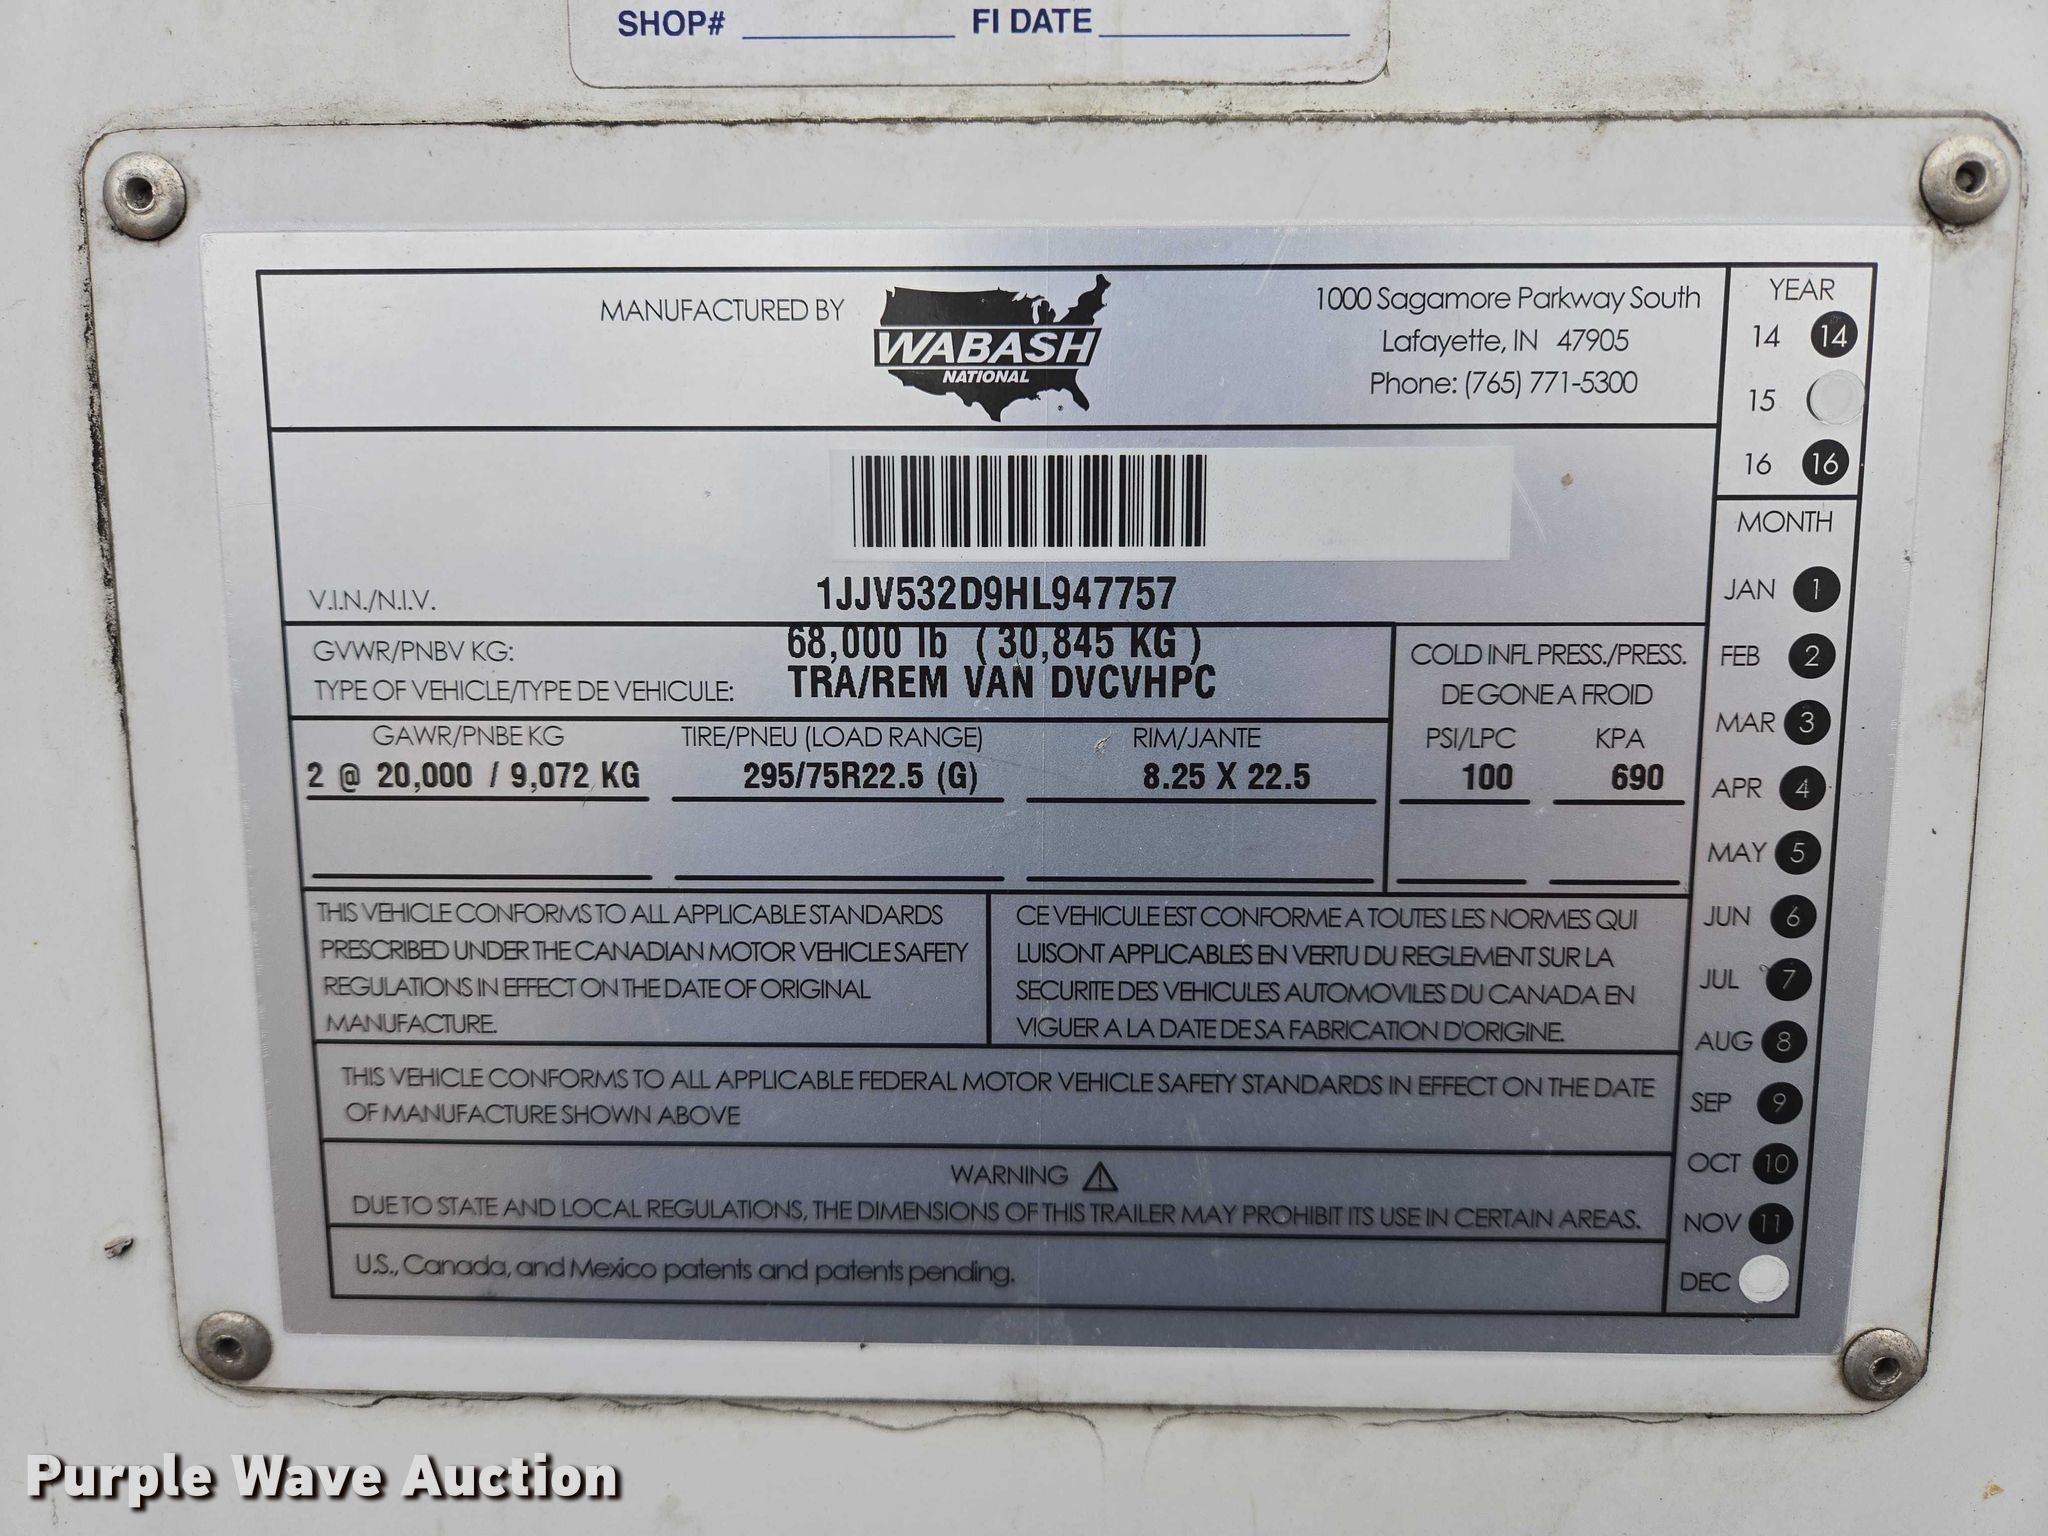 SHOP# FI DATE
MANUFACTURED BY
WABASH
NATIONAL
1000 Sagamore Parkway South
Lafayette, IN 47905
Phone: (765) 771-5300
YEAR
14 14
15
16 16
V.I.N./N.I.V. 1JJV532D9HL947757
GVWR/PNBV KG: 68,000 lb ( 30,845 KG )
TYPE OF VEHICLE/TYPE DE VEHICULE: TRA/REM VAN DVCVHPC
COLD INFL PRESS./PRESS.
DE GONE A FROID
GAWR/PNBE KG TIRE/PNEU (LOAD RANGE) RIM/JANTE PSI/LPC KPA
2 @ 20,000 / 9,072 KG 295/75R22.5 (G) 8.25 X 22.5 100 690
THIS VEHICLE CONFORMS TO ALL APPLICABLE STANDARDS
PRESCRIBED UNDER THE CANADIAN MOTOR VEHICLE SAFETY
REGULATIONS IN EFFECT ON THE DATE OF ORIGINAL
MANUFACTURE.
CE VEHICULE EST CONFORME A TOUTES LES NORMES QUI
LUISONT APPLICABLES EN VERTU DU REGLEMENT SUR LA
SECURITE DES VEHICULES AUTOMOVILES DU CANADA EN
VIGUER A LA DATE DE SA FABRICATION D'ORIGINE.
THIS VEHICLE CONFORMS TO ALL APPLICABLE FEDERAL MOTOR VEHICLE SAFETY STANDARDS IN EFFECT ON THE DATE
OF MANUFACTURE SHOWN ABOVE
WARNING
DUE TO STATE AND LOCAL REGULATIONS, THE DIMENSIONS OF THIS TRAILER MAY PROHIBIT ITS USE IN CERTAIN AREAS.
U.S., Canada, and Mexico patents and patents pending.
MONTH
JAN 1
FEB 2
MAR 3
APR 4
MAY 5
JUN 6
JUL 7
AUG 8
SEP 9
OCT 10
NOV 11
DEC
Purple Wave Auction